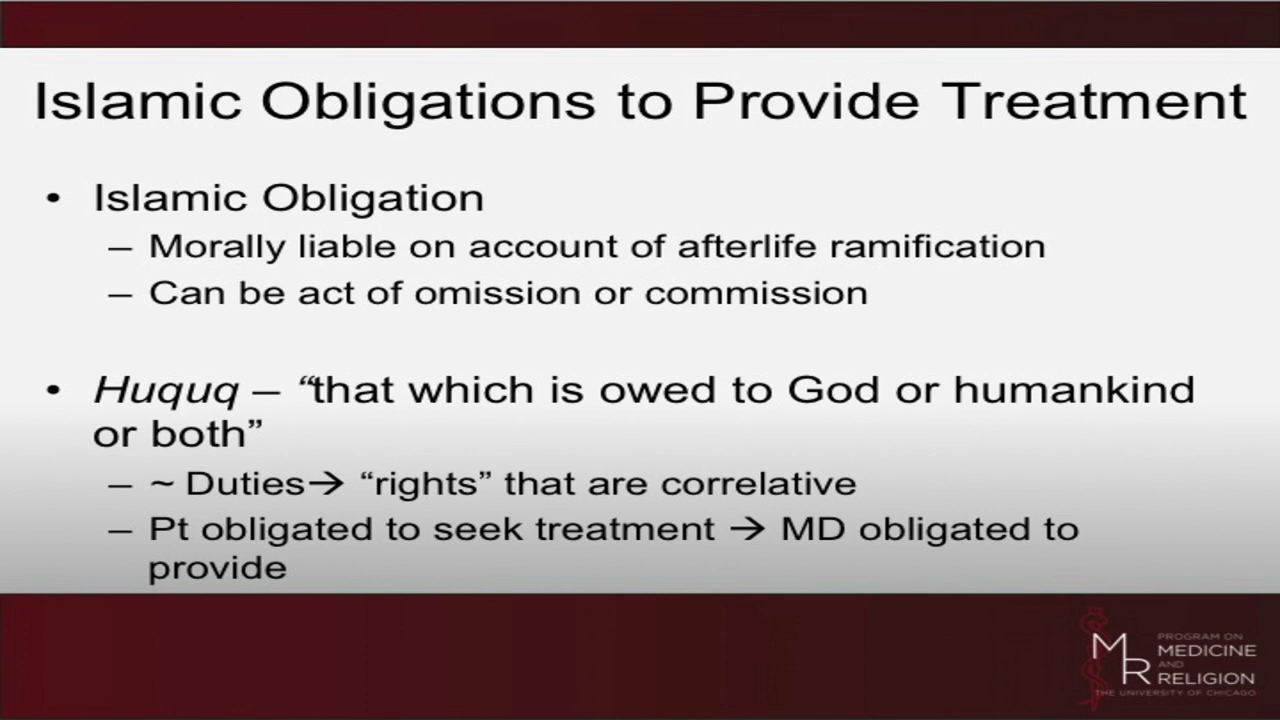 Islamic Obligations to Provide Treatment
• Islamic Obligation
– Morally liable on account of afterlife ramification
– Can be act of omission or commission
• Huquq – “that which is owed to God or humankind
or both”
– ~ Duties→ “rights” that are correlative
– Pt obligated to seek treatment → MD obligated to
provide
MR
PROGRAM ON
MEDICINE
AND
RELIGION
THE UNIVERSITY OF CHICAGO